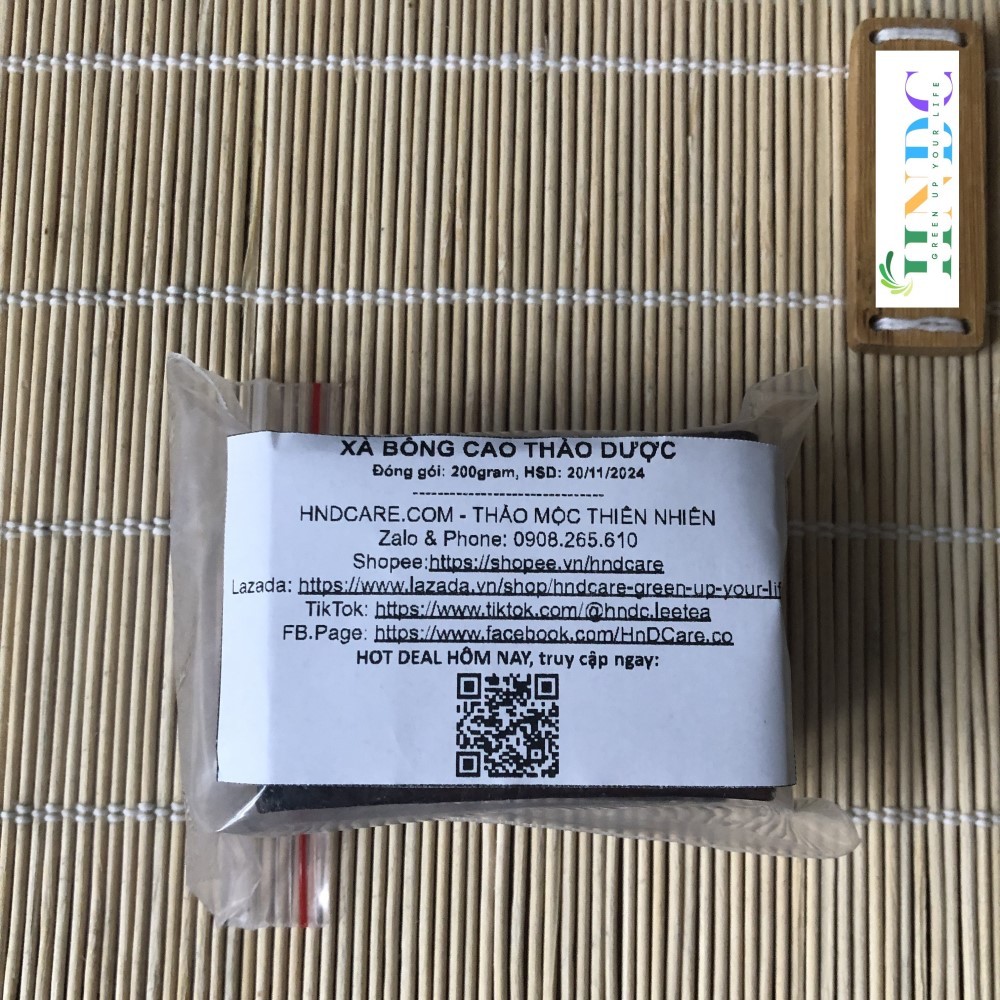 HNDC
GREEN UP YOUR LIFE
XÀ BÔNG CAO THẢO DƯỢC
Đóng gói: 200gram, HSD: 20/11/2024
--------------------------------
HNDCARE.COM - THẢO MỘC THIÊN NHIÊN
Zalo & Phone: 0908.265.610
Shopee:https://shopee.vn/hndcare
Lazada: https://www.lazada.vn/shop/hndcare-green-up-your-lif
TikTok: https://www.tiktok.com/@hndc.leetea
FB.Page: https://www.facebook.com/HnDCare.co
HOT DEAL HÔM NAY, truy cập ngay: